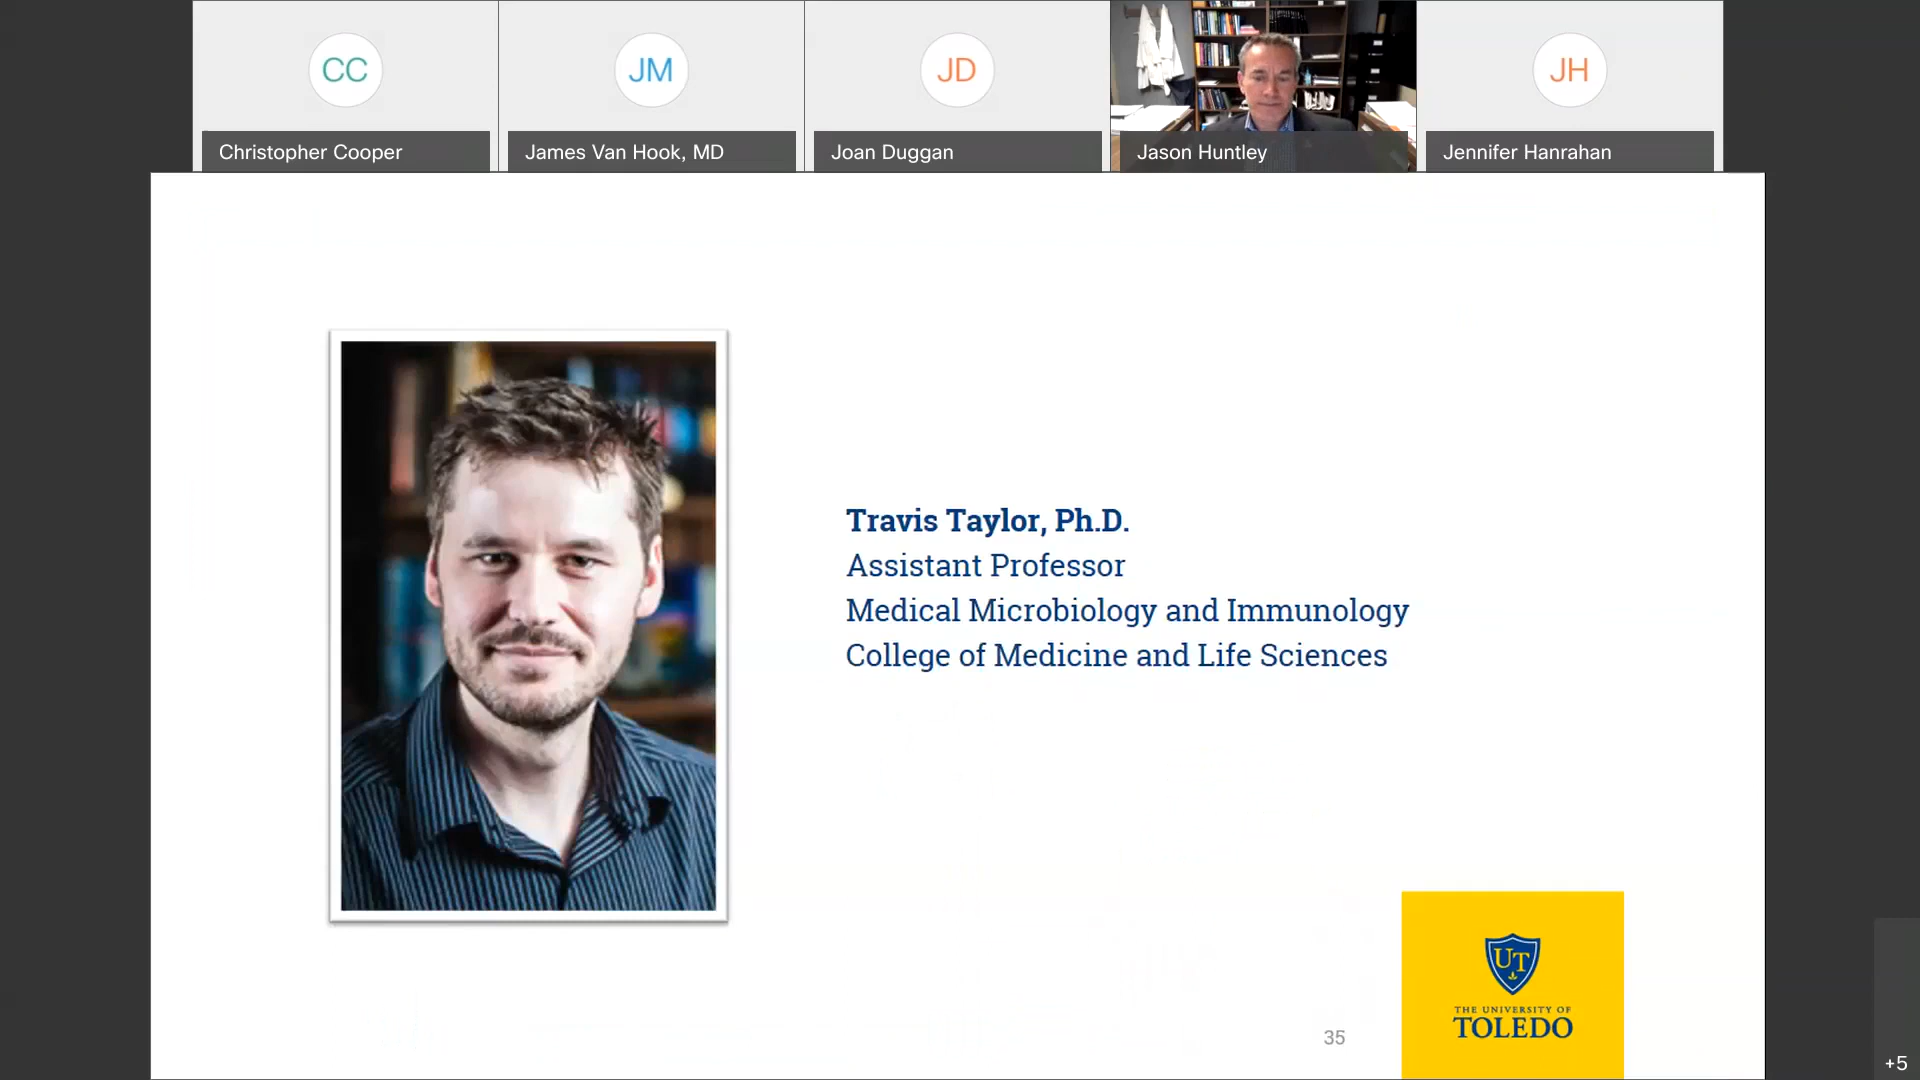 CC
JM
JD
JH
Christopher Cooper
James Van Hook, MD
Joan Duggan
Jason Huntley
Jennifer Hanrahan
Travis Taylor, Ph.D.
Assistant Professor
Medical Microbiology and Immunology
College of Medicine and Life Sciences
UT
THE UNIVERSITY OF
TOLEDO
35
+5